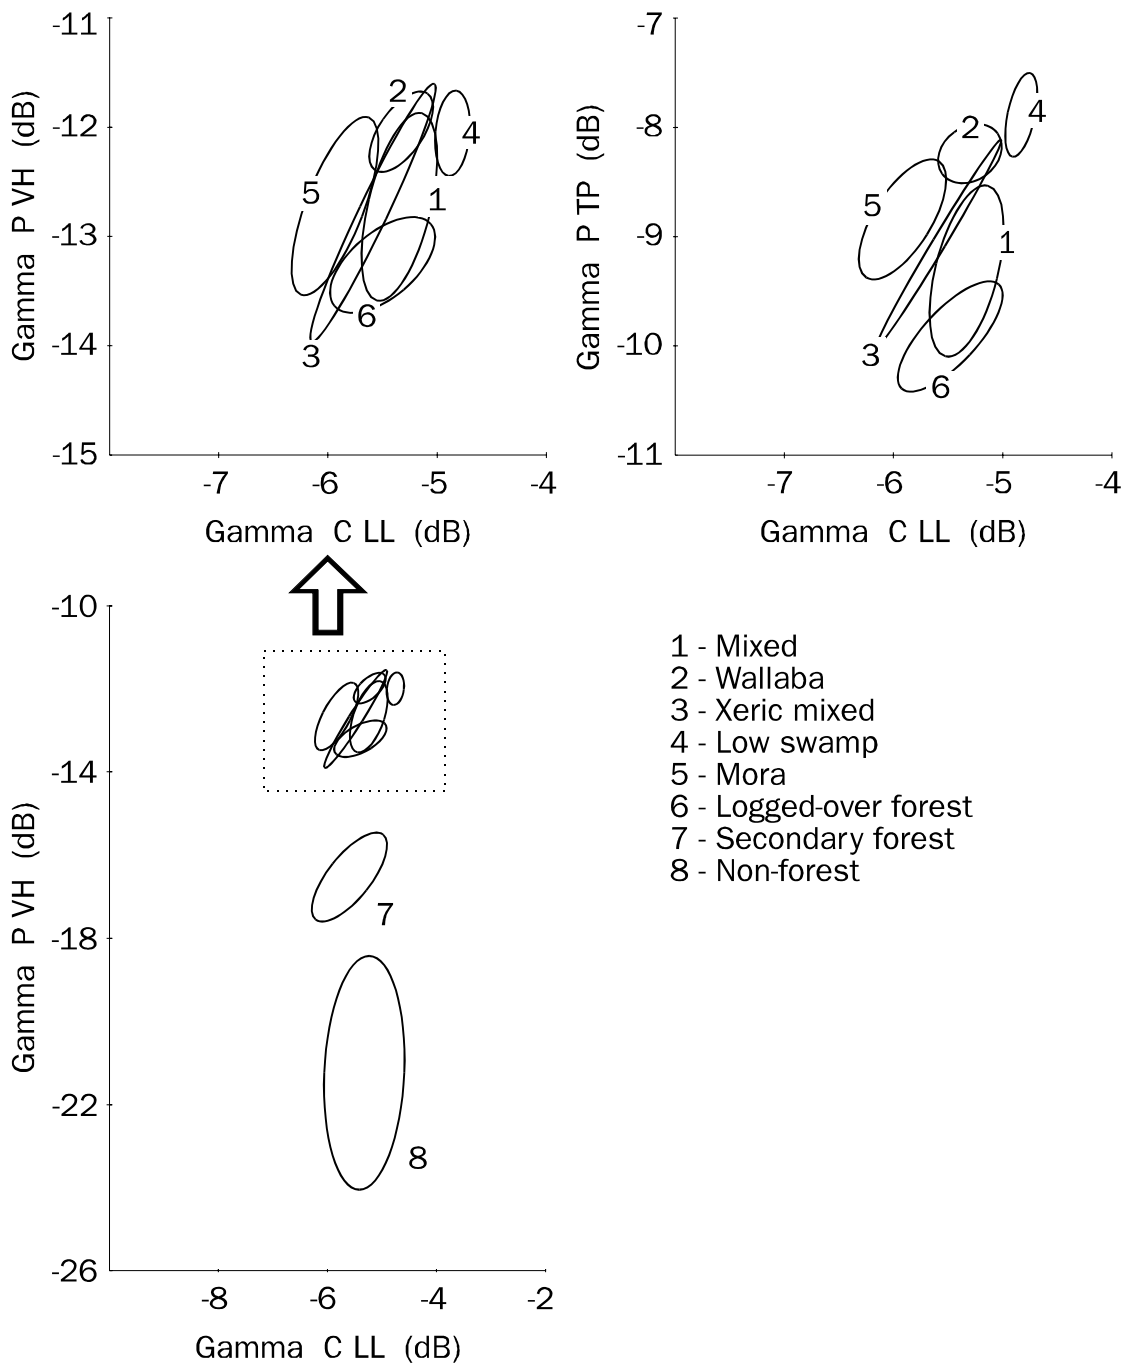 -11
-12
-13
-14
-15
Gamma P VH (dB)
2
4
5
1
6
3
-7 -6 -5 -4
Gamma C LL (dB)
-7
-8
-9
-10
-11
Gamma P TP (dB)
4
2
5
1
3
6
-7 -6 -5 -4
Gamma C LL (dB)
-10
-14
-18
-22
-26
Gamma P VH (dB)
7
8
-8 -6 -4 -2
Gamma C LL (dB)
1 - Mixed
2 - Wallaba
3 - Xeric mixed
4 - Low swamp
5 - Mora
6 - Logged-over forest
7 - Secondary forest
8 - Non-forest